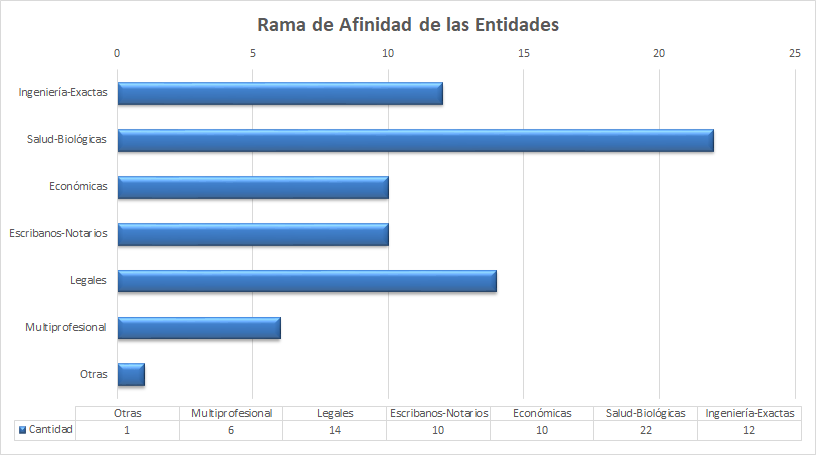 Rama de Afinidad de las Entidades
0 5 10 15 20 25
Ingeniería-Exactas
Salud-Biológicas
Económicas
Escribanos-Notarios
Legales
Multiprofesional
Otras
Otras Multiprofesional Legales Escribanos-Notarios Económicas Salud-Biológicas Ingeniería-Exactas
Cantidad 1 6 14 10 10 22 12